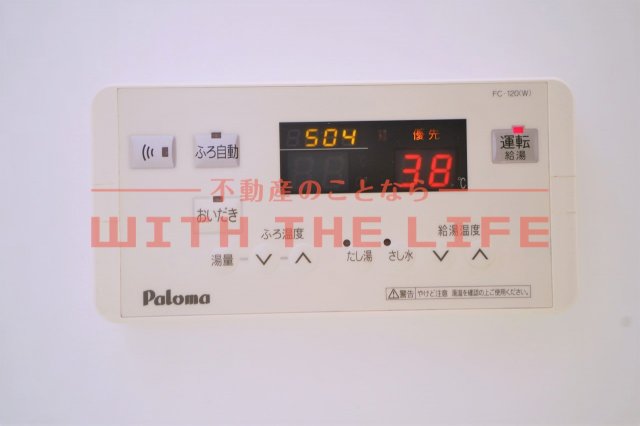 FC-120(W)
504
優先
運転
給湯
ふろ自動
38
℃
不動産のことなら
おいだき
WITH THE LIFE
ふろ温度
給湯温度
湯量
たし湯
さし水
Paloma
警告 やけど注意 湯温を確認の上ご使用ください。